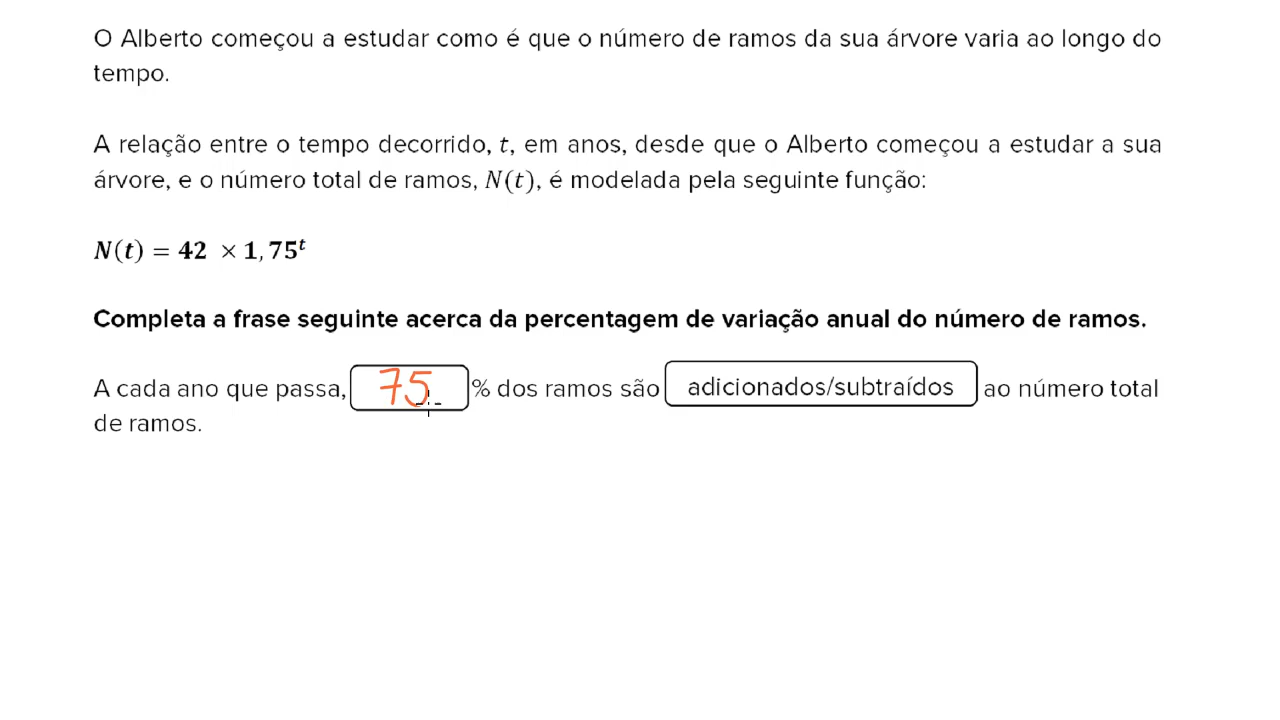 O Alberto começou a estudar como é que o número de ramos da sua árvore varia ao longo do
tempo.
A relação entre o tempo decorrido, t, em anos, desde que o Alberto começou a estudar a sua
árvore, e o número total de ramos, N(t), é modelada pela seguinte função:
N(t) = 42 × 1,75ᵗ
Completa a frase seguinte acerca da percentagem de variação anual do número de ramos.
A cada ano que passa, 75 % dos ramos são adicionados/subtraídos ao número total
de ramos.